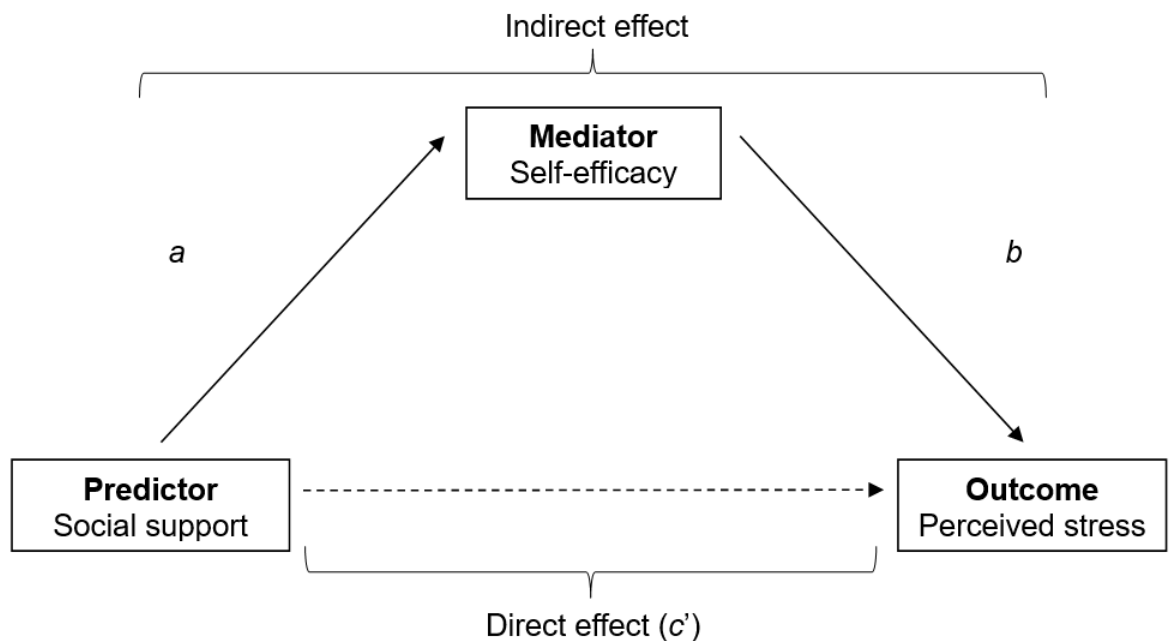 Indirect effect
Mediator
Self-efficacy
a
b
Predictor
Social support
Outcome
Perceived stress
Direct effect (c’)